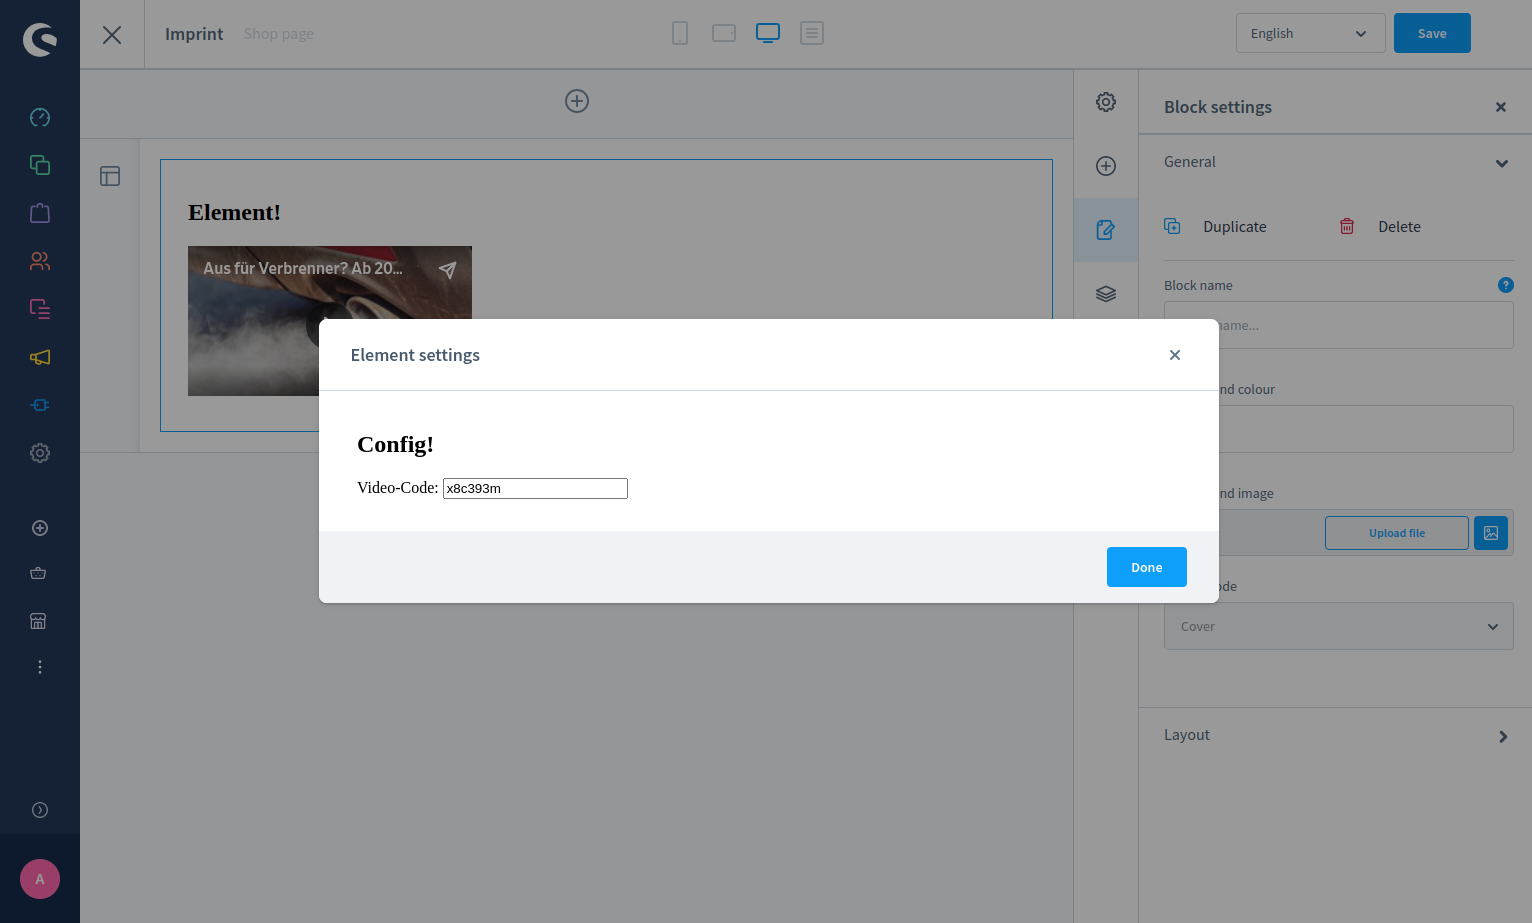 Imprint Shop page
English
Save
Block settings
General
Duplicate
Delete
Block name
name...
nd colour
nd image
Upload file
ode
Cover
Layout
Element!
Aus für Verbrenner? Ab 20...
Element settings
Config!
Video-Code: x8c393m
Done
A